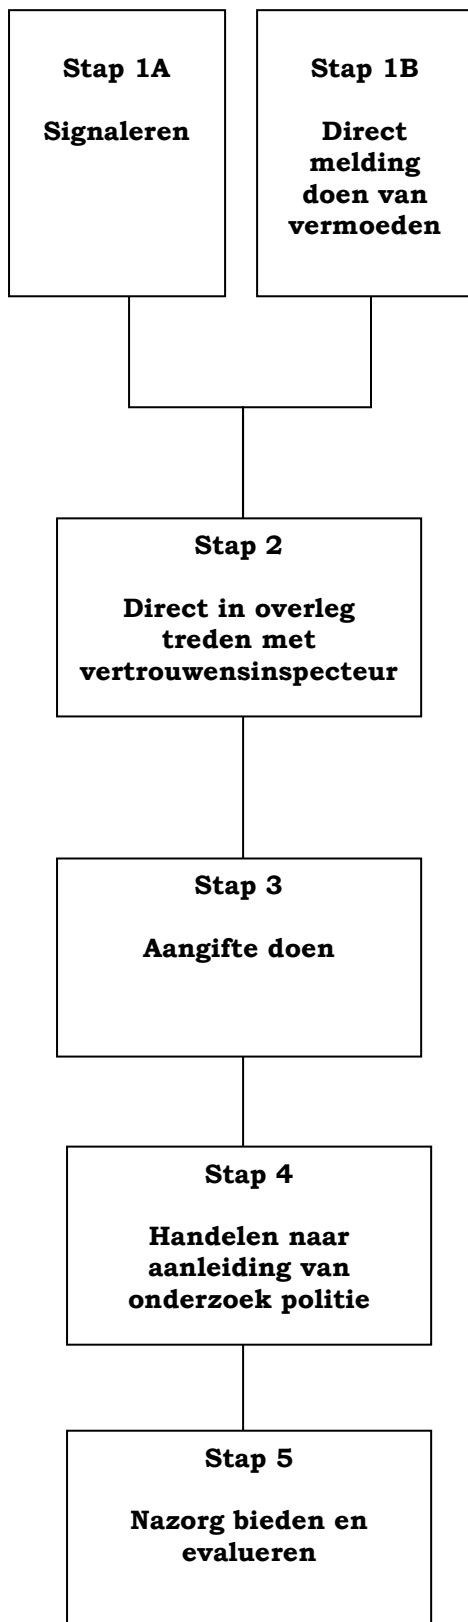 Stap 1A
Signaleren
Stap 1B
Direct
melding
doen van
vermoeden
Stap 2
Direct in overleg
treden met
vertrouwensinspecteur
Stap 3
Aangifte doen
Stap 4
Handelen naar
aanleiding van
onderzoek politie
Stap 5
Nazorg bieden en
evalueren